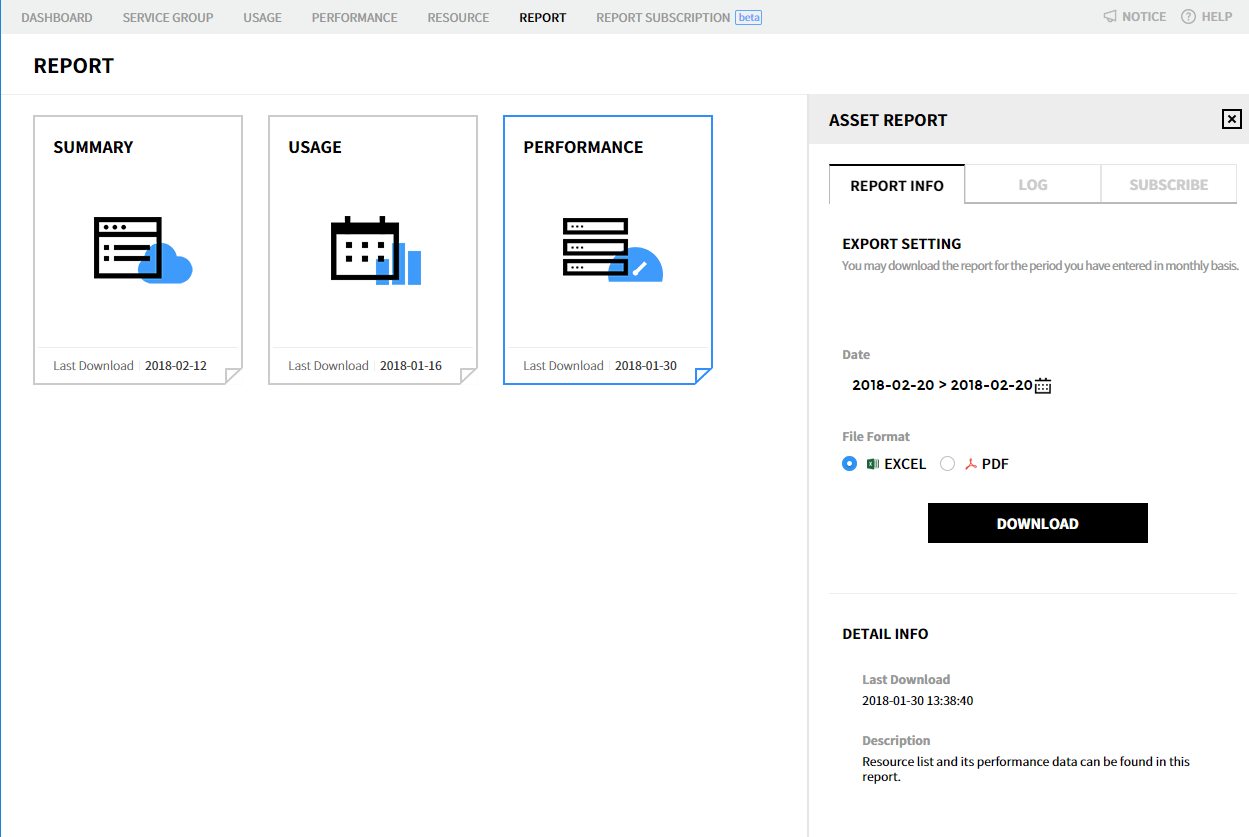 DASHBOARD SERVICE GROUP USAGE PERFORMANCE RESOURCE REPORT REPORT SUBSCRIPTION beta NOTICE ? HELP
REPORT
SUMMARY
Last Download 2018-02-12
USAGE
Last Download 2018-01-16
PERFORMANCE
Last Download 2018-01-30
ASSET REPORT
REPORT INFO LOG SUBSCRIBE
EXPORT SETTING
You may download the report for the period you have entered in monthly basis.
Date
2018-02-20 > 2018-02-20
File Format
EXCEL PDF
DOWNLOAD
DETAIL INFO
Last Download
2018-01-30 13:38:40
Description
Resource list and its performance data can be found in this
report.